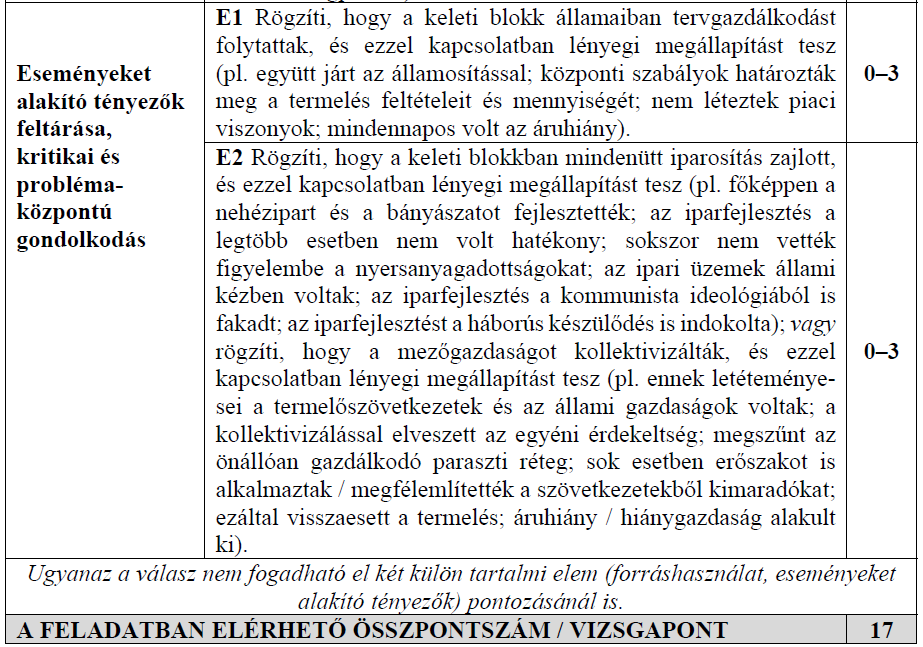 E1 Rögzíti, hogy a keleti blokk államaiban tervgazdálkodást
folytattak, és ezzel kapcsolatban lényegi megállapítást tesz
(pl. együtt járt az államosítással; központi szabályok határozták
meg a termelés feltételeit és mennyiségét; nem léteztek piaci
viszonyok; mindennapos volt az áruhiány).
0–3
Eseményeket
alakító tényezők
feltárása,
kritikai és
probléma-
központú
gondolkodás
E2 Rögzíti, hogy a keleti blokkban mindenütt iparosítás zajlott,
és ezzel kapcsolatban lényegi megállapítást tesz (pl. főképpen a
nehézipart és a bányászatot fejlesztették; az iparfejlesztés a
legtöbb esetben nem volt hatékony; sokszor nem vették
figyelembe a nyersanyagadottságokat; az ipari üzemek állami
kézben voltak; az iparfejlesztés a kommunista ideológiából is
fakadt; az iparfejlesztést a háborús készülődés is indokolta); vagy
rögzíti, hogy a mezőgazdaságot kollektivizálták, és ezzel
kapcsolatban lényegi megállapítást tesz (pl. ennek letéteménye-
sei a termelőszövetkezetek és az állami gazdaságok voltak; a
kollektivizálással elveszett az egyéni érdekeltség; megszűnt az
önállóan gazdálkodó paraszti réteg; sok esetben erőszakot is
alkalmaztak / megfélemlítették a szövetkezetekből kimaradókat;
ezáltal visszaesett a termelés; áruhiány / hiánygazdaság alakult
ki).
0–3
Ugyanaz a válasz nem fogadható el két külön tartalmi elem (forráshasználat, eseményeket
alakító tényezők) pontozásánál is.
A FELADATBAN ELÉRHETŐ ÖSSZPONTSZÁM / VIZSGAPONT 17